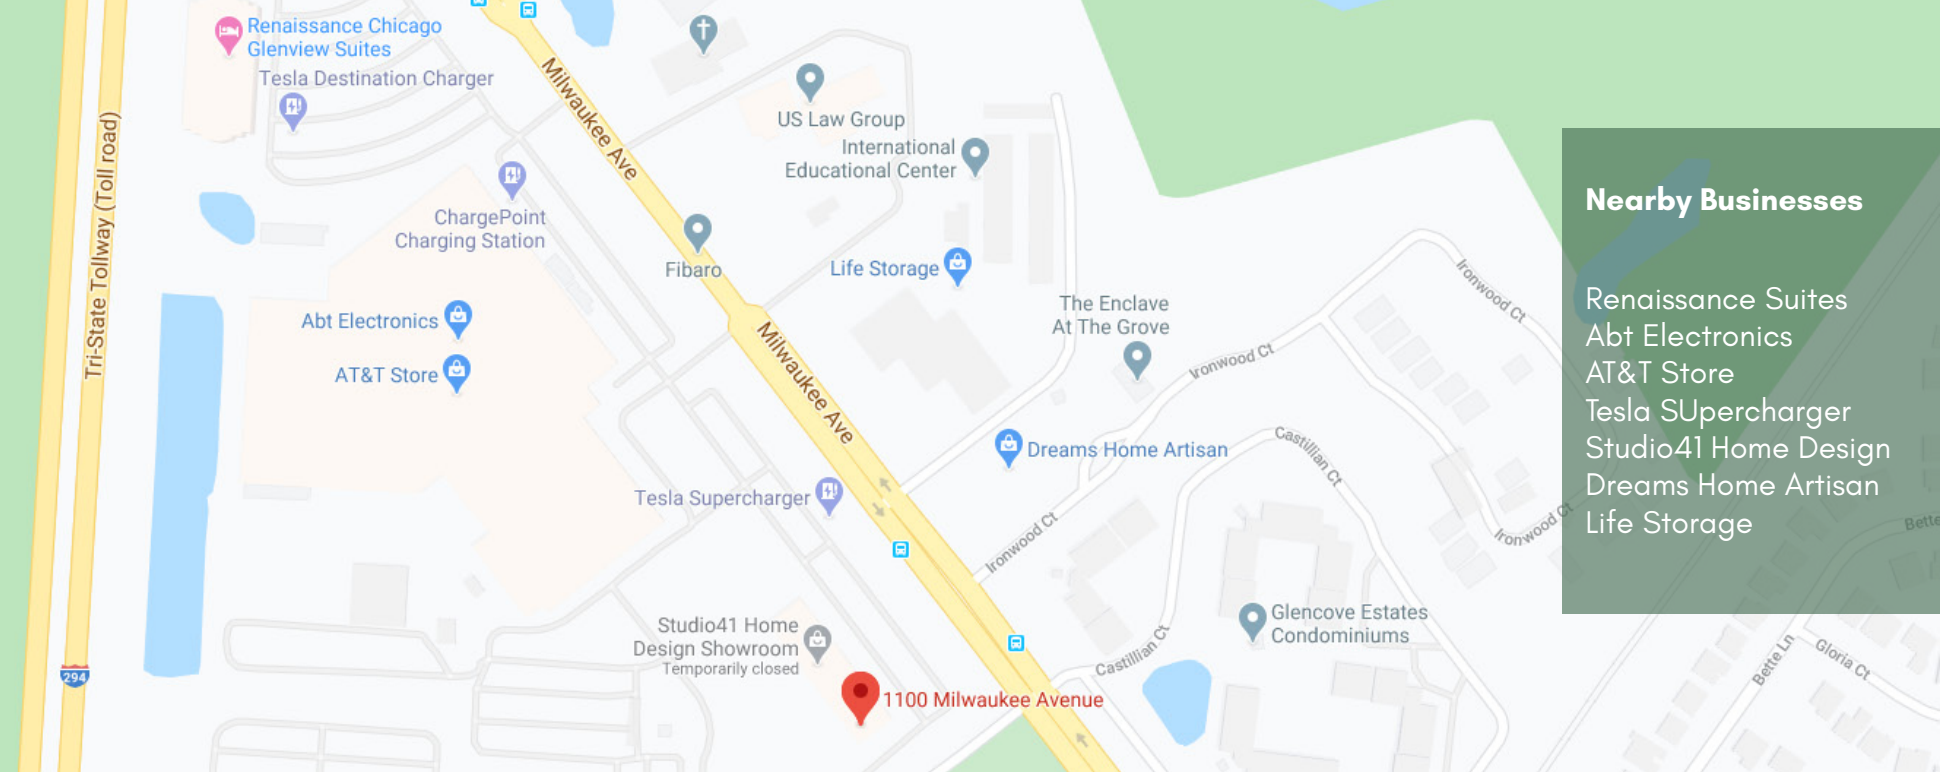 Renaissance Chicago
Glenview Suites
Tesla Destination Charger
Milwaukee Ave
US Law Group
International
Educational Center
Tri-State Tollway (Toll road)
ChargePoint
Charging Station
Fibaro
Life Storage
Abt Electronics
AT&T Store
The Enclave
At The Grove
Milwaukee Ave
Ironwood Ct
Ironwood Ct
Castillian Ct
Dreams Home Artisan
Tesla Supercharger
Ironwood Ct
Ironwood Ct
Studio41 Home
Design Showroom
Temporarily closed
Glencove Estates
Condominiums
Castillian Ct
294
1100 Milwaukee Avenue
Bette Ln
Gloria Ct
Bette
Nearby Businesses
Renaissance Suites
Abt Electronics
AT&T Store
Tesla SUpercharger
Studio41 Home Design
Dreams Home Artisan
Life Storage